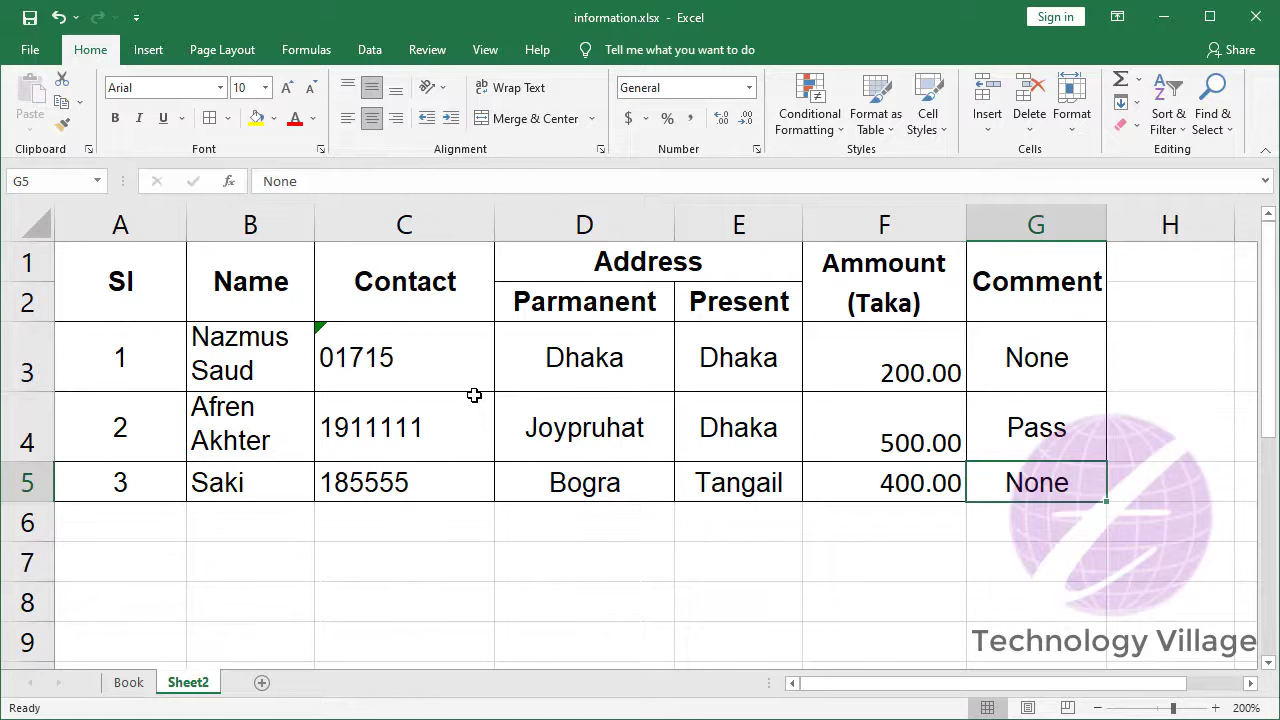 information.xlsx - Excel
Sign in
File Home Insert Page Layout Formulas Data Review View Help Tell me what you want to do Share
Paste
Clipboard
Arial 10
B I U
Font
Wrap Text
Merge & Center
Alignment
General
$ % ,
Number
Conditional Formatting
Format as Table
Cell Styles
Styles
Insert
Delete
Format
Cells
Sort & Filter
Find & Select
Editing
G5 fx None
A B C D E F G H
1 Sl Name Contact Address Ammount Comment
2 Parmanent Present (Taka)
3 1 Nazmus Saud 01715 Dhaka Dhaka 200.00 None
4 2 Afren Akhter 1911111 Joypruhat Dhaka 500.00 Pass
5 3 Saki 185555 Bogra Tangail 400.00 None
6
7
8
9
Technology Village
Book Sheet2
Ready 200%